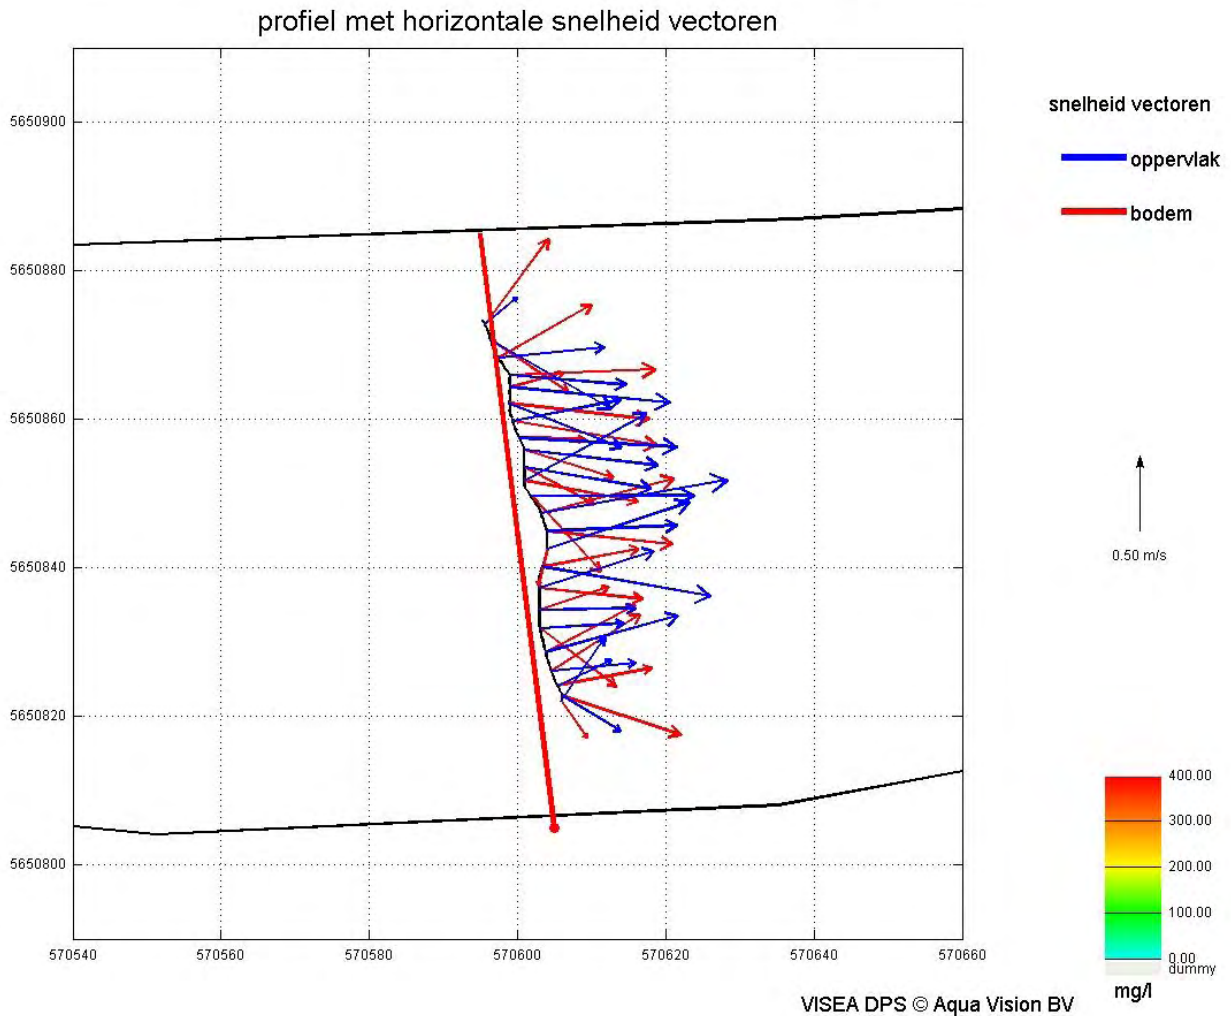 profiel met horizontale snelheid vectoren
snelheid vectoren
oppervlak
bodem
5650900
5650880
5650860
5650840
5650820
5650800
570540 570560 570580 570600 570620 570640 570660
0.50 m/s
400.00
300.00
200.00
100.00
0.00
dummy
mg/l
VISEA DPS © Aqua Vision BV